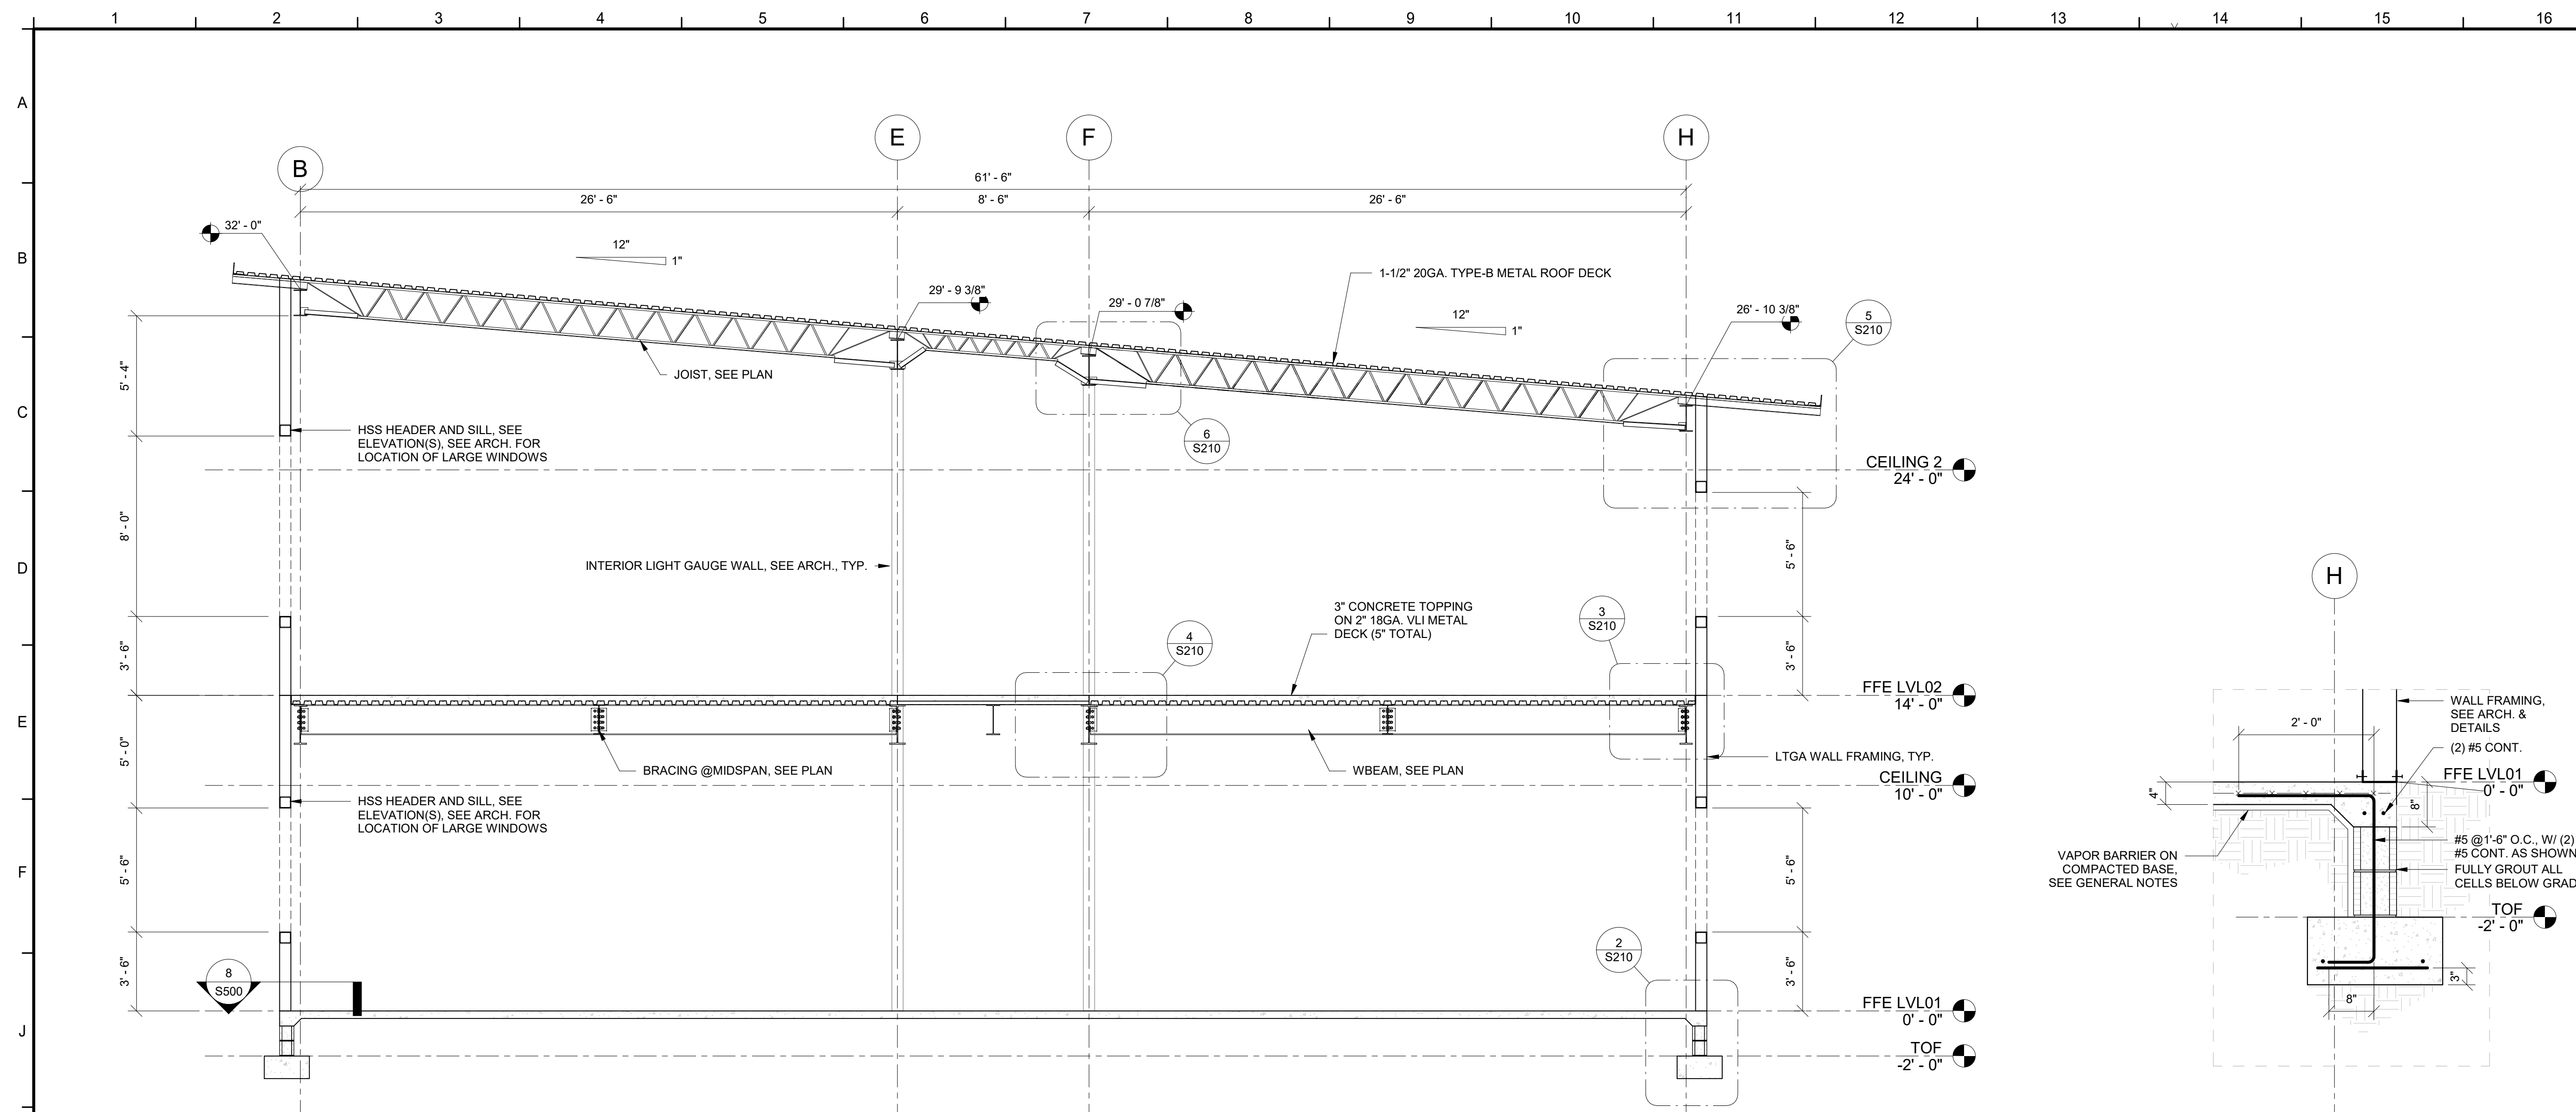 1 2 3 4 5 6 7 8 9 10 11 12 13 14 15 16
A
B
C
D
E
F
J
B
E
F
H
61' - 6"
26' - 6"
8' - 6"
26' - 6"
32' - 0"
12"
1"
29' - 9 3/8"
29' - 0 7/8"
1-1/2" 20GA. TYPE-B METAL ROOF DECK
12"
1"
26' - 10 3/8"
5
S210
JOIST, SEE PLAN
6
S210
5' - 4"
8' - 0"
3' - 6"
5' - 0"
5' - 6"
3' - 6"
HSS HEADER AND SILL, SEE
ELEVATION(S), SEE ARCH. FOR
LOCATION OF LARGE WINDOWS
CEILING 2
24' - 0"
INTERIOR LIGHT GAUGE WALL, SEE ARCH., TYP.
3" CONCRETE TOPPING
ON 2" 18GA. VLI METAL
DECK (5" TOTAL)
4
S210
3
S210
5' - 6"
3' - 6"
FFE LVL02
14' - 0"
BRACING @MIDSPAN, SEE PLAN
WBEAM, SEE PLAN
LTGA WALL FRAMING, TYP.
CEILING
10' - 0"
HSS HEADER AND SILL, SEE
ELEVATION(S), SEE ARCH. FOR
LOCATION OF LARGE WINDOWS
5' - 6"
3' - 6"
8
S500
2
S210
FFE LVL01
0' - 0"
TOF
-2' - 0"
H
2' - 0"
WALL FRAMING,
SEE ARCH. &
DETAILS
(2) #5 CONT.
FFE LVL01
0' - 0"
4"
8"
#5 @1'-6" O.C., W/ (2)
#5 CONT. AS SHOWN
FULLY GROUT ALL
CELLS BELOW GRAD
VAPOR BARRIER ON
COMPACTED BASE,
SEE GENERAL NOTES
TOF
-2' - 0"
3"
8"